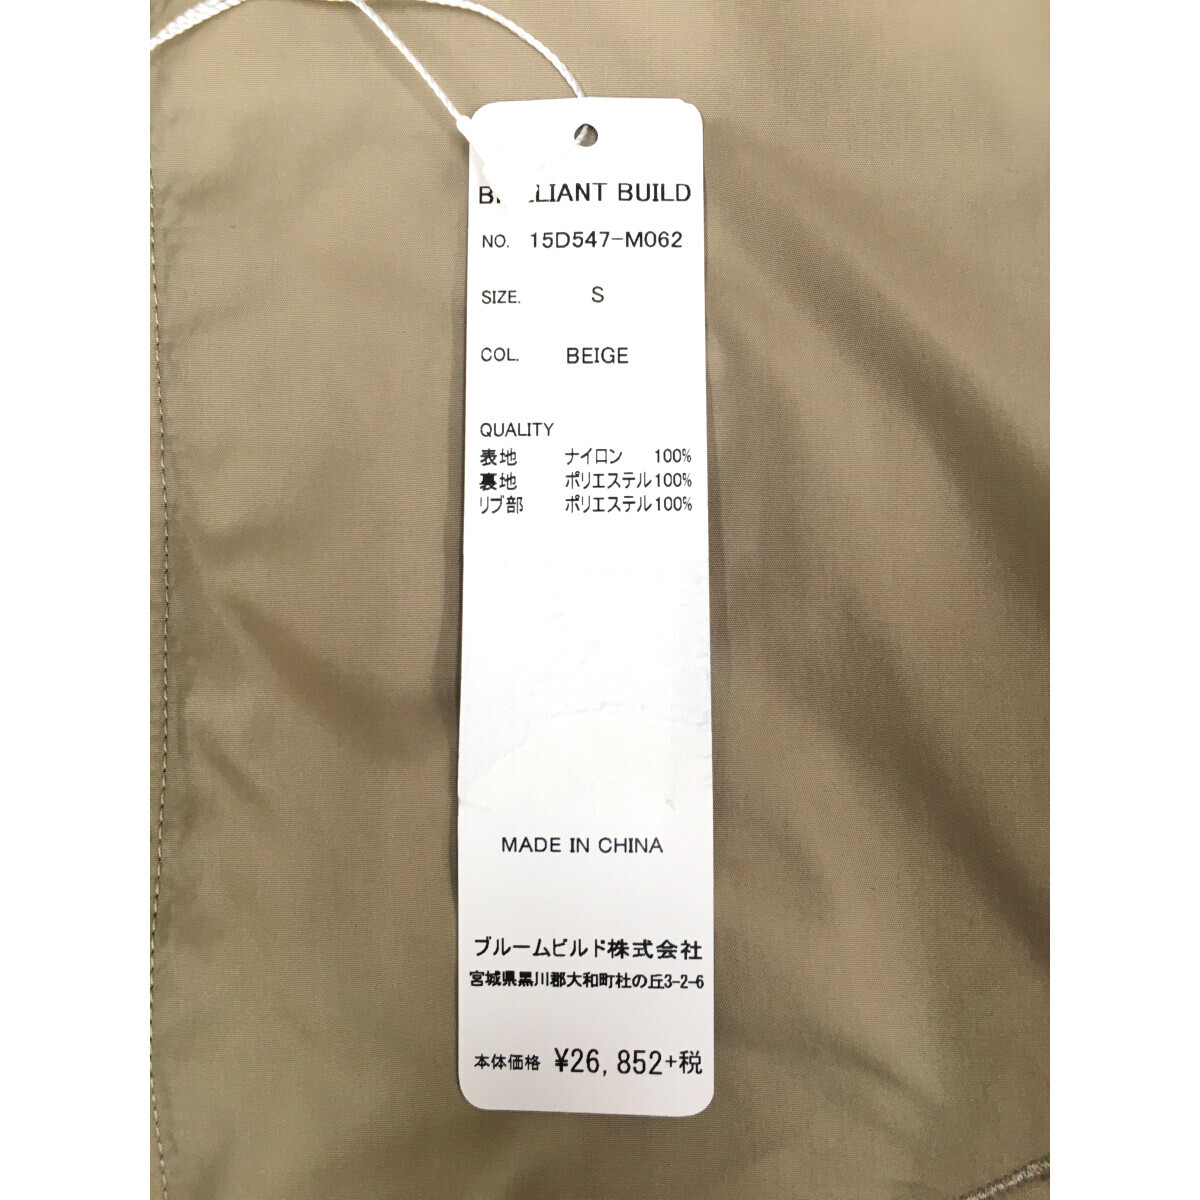 BUILD
NO. 15D547-M062
SIZE. S
COL. BEIGE
QUALITY
表地 ナイロン 100%
裏地 ポリエステル100%
リブ部 ポリエステル100%
MADE IN CHINA
ブルームビルド株式会社
宮城県黒川郡大和町杜の丘3-2-6
本体価格 ¥26,852+税